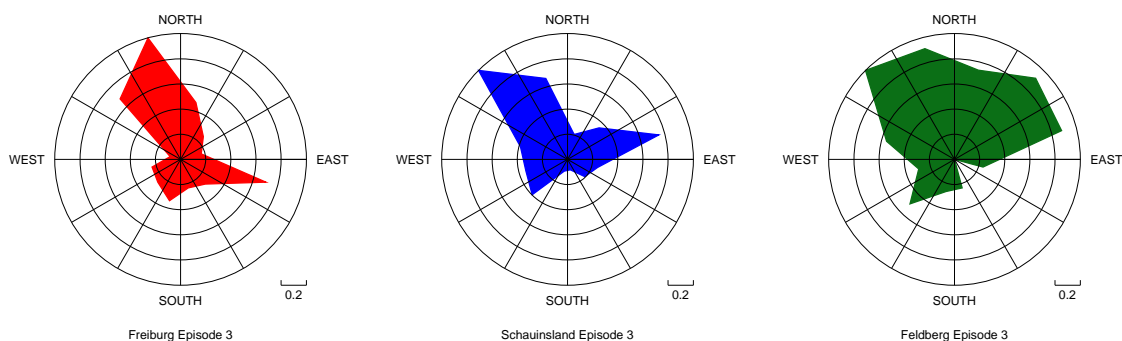 NORTH
WEST
EAST
SOUTH
0.2
Freiburg Episode 3
NORTH
WEST
EAST
SOUTH
0.2
Schauinsland Episode 3
NORTH
WEST
EAST
SOUTH
0.2
Feldberg Episode 3